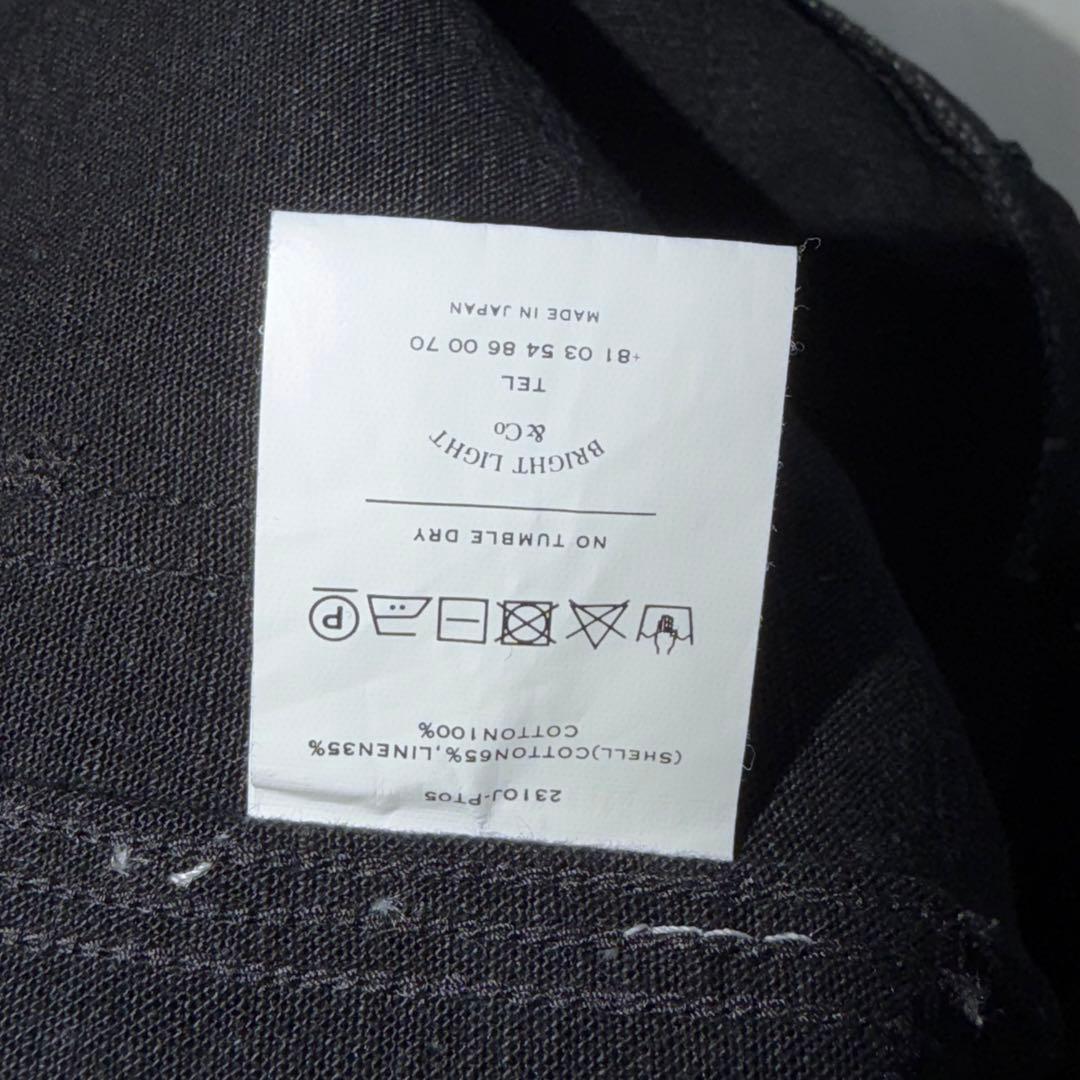 2310J-PT05
(SHELL)COTTON65%,LINEN35%
COTTON100%
P
NO TUMBLE DRY
BRIGHT LIGHT
& Co
TEL
+81 03 54 86 00 70
MADE IN JAPAN